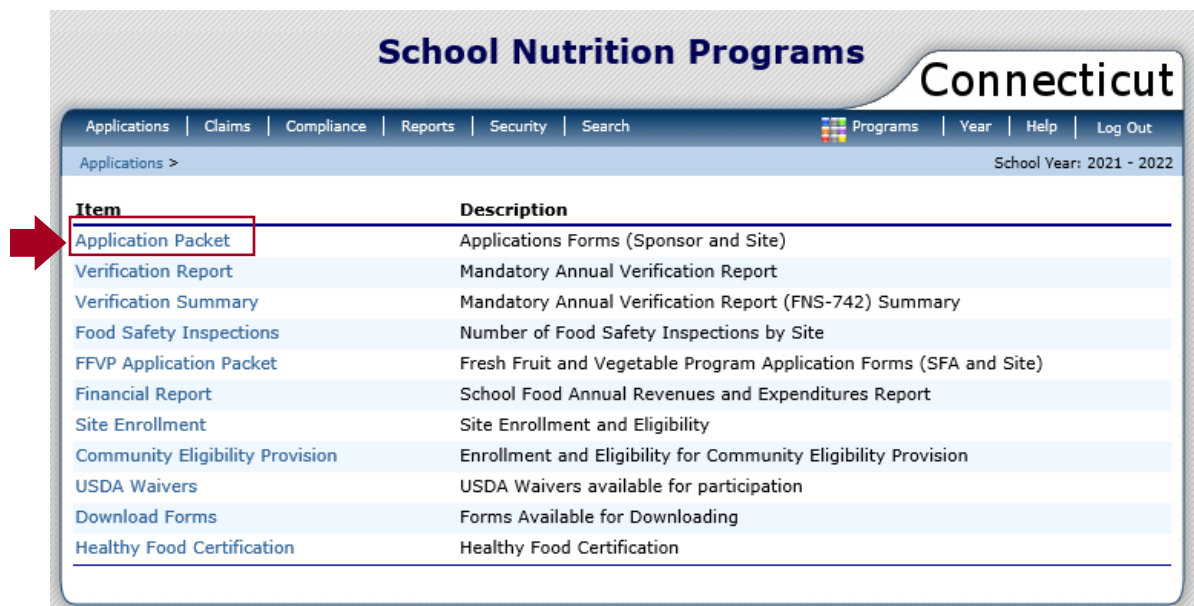 School Nutrition Programs
Connecticut
Applications | Claims | Compliance | Reports | Security | Search Programs | Year | Help | Log Out
Applications > School Year: 2021 - 2022
Item Description
Application Packet Applications Forms (Sponsor and Site)
Verification Report Mandatory Annual Verification Report
Verification Summary Mandatory Annual Verification Report (FNS-742) Summary
Food Safety Inspections Number of Food Safety Inspections by Site
FFVP Application Packet Fresh Fruit and Vegetable Program Application Forms (SFA and Site)
Financial Report School Food Annual Revenues and Expenditures Report
Site Enrollment Site Enrollment and Eligibility
Community Eligibility Provision Enrollment and Eligibility for Community Eligibility Provision
USDA Waivers USDA Waivers available for participation
Download Forms Forms Available for Downloading
Healthy Food Certification Healthy Food Certification